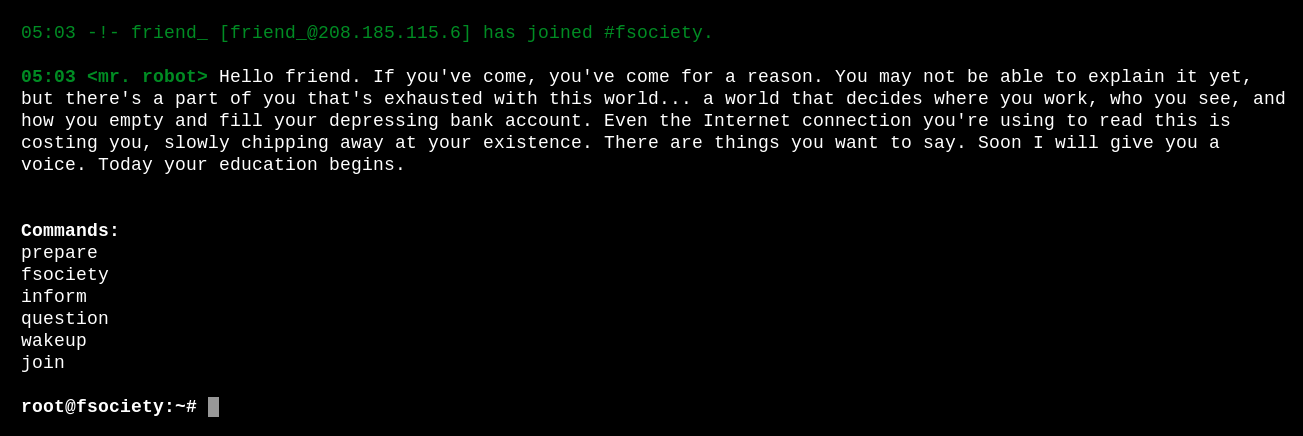 05:03 -!- friend_ [friend_@208.185.115.6] has joined #fsociety.
05:03 <mr. robot> Hello friend. If you've come, you've come for a reason. You may not be able to explain it yet,
but there's a part of you that's exhausted with this world... a world that decides where you work, who you see, and
how you empty and fill your depressing bank account. Even the Internet connection you're using to read this is
costing you, slowly chipping away at your existence. There are things you want to say. Soon I will give you a
voice. Today your education begins.
Commands:
prepare
fsociety
inform
question
wakeup
join
root@fsociety:~#